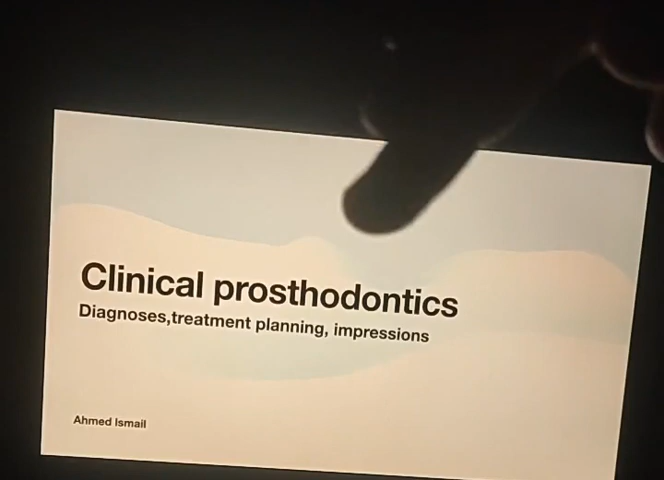 Clinical prosthodontics
Diagnoses,treatment planning, impressions
Ahmed Ismail